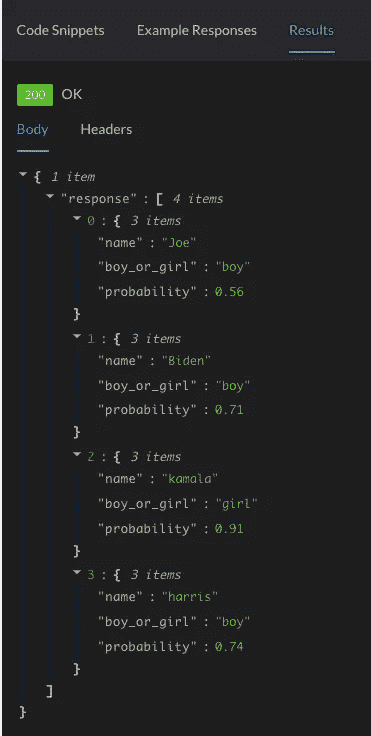 Code Snippets Example Responses Results
200 OK
Body Headers
{ 1 item
"response" : [ 4 items
0 : { 3 items
"name" : "Joe"
"boy_or_girl" : "boy"
"probability" : 0.56
}
1 : { 3 items
"name" : "Biden"
"boy_or_girl" : "boy"
"probability" : 0.71
}
2 : { 3 items
"name" : "kamala"
"boy_or_girl" : "girl"
"probability" : 0.91
}
3 : { 3 items
"name" : "harris"
"boy_or_girl" : "boy"
"probability" : 0.74
}
]
}